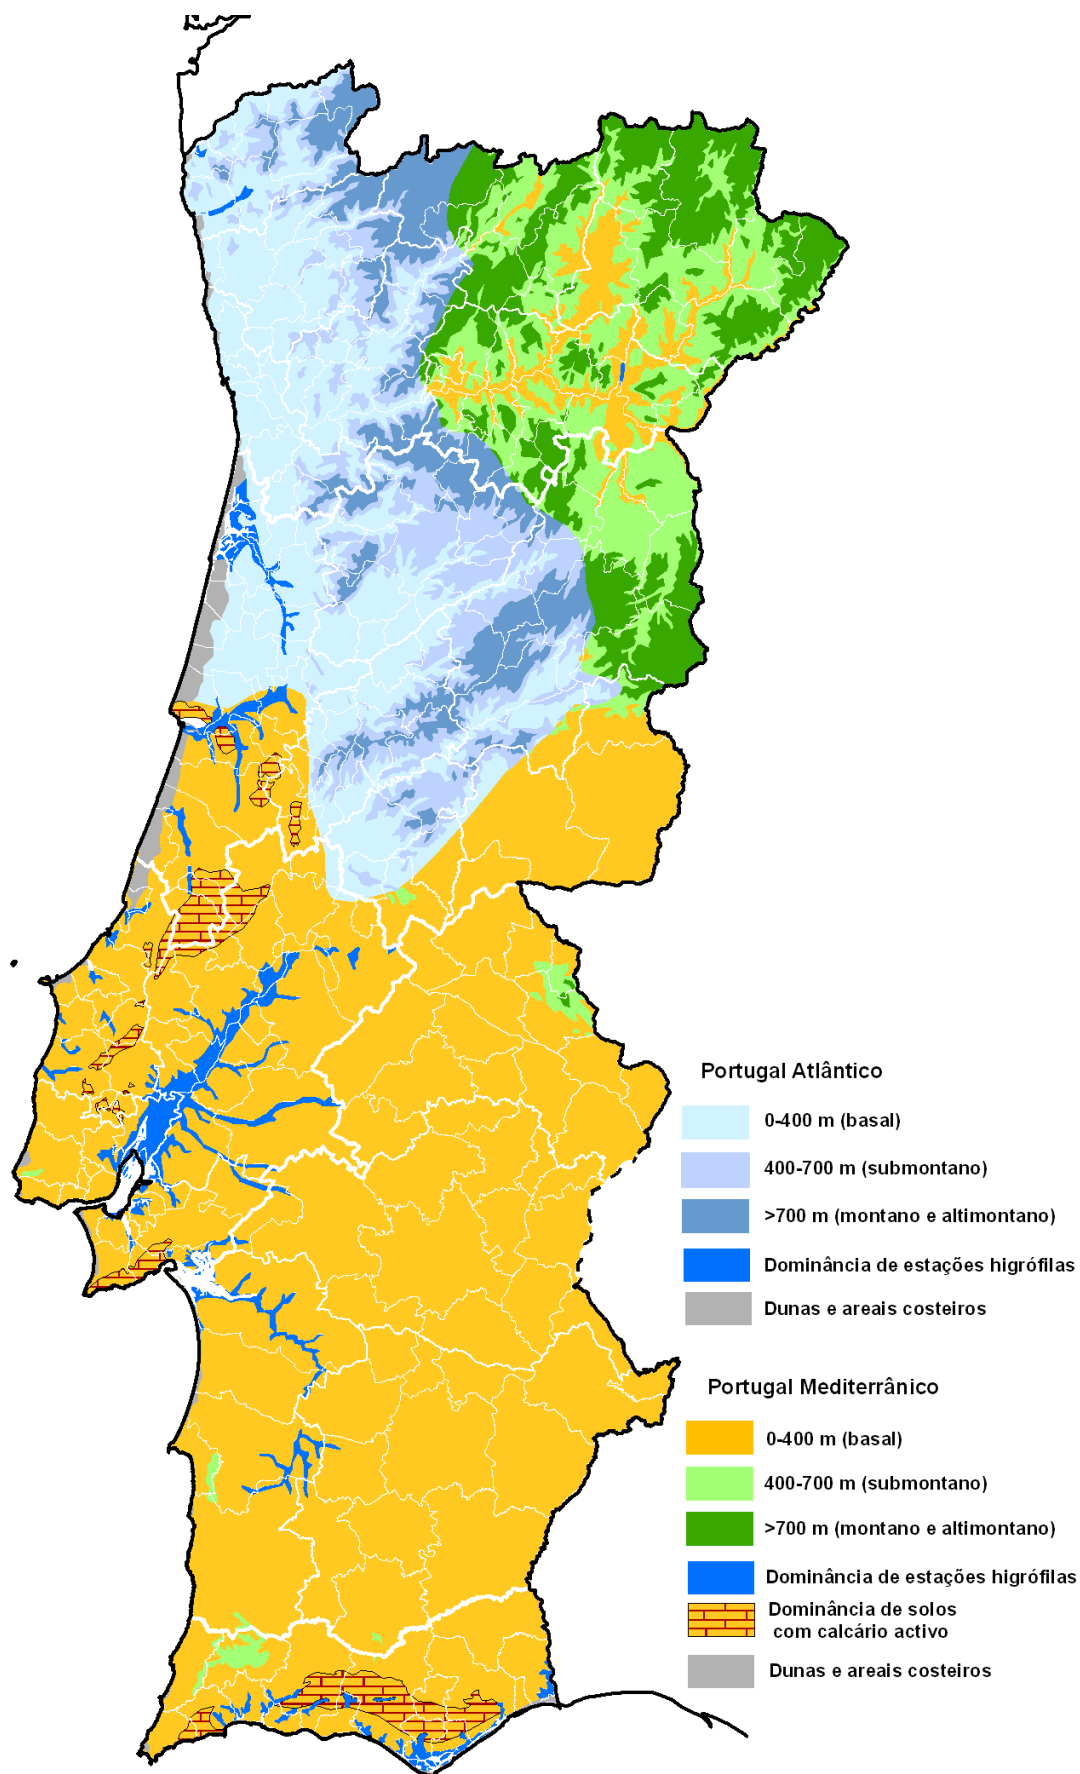 Portugal Atlântico
0-400 m (basal)
400-700 m (submontano)
>700 m (montano e altimontano)
Dominância de estações higrófilas
Dunas e areais costeiros
Portugal Mediterrânico
0-400 m (basal)
400-700 m (submontano)
>700 m (montano e altimontano)
Dominância de estações higrófilas
Dominância de solos
com calcário activo
Dunas e areais costeiros